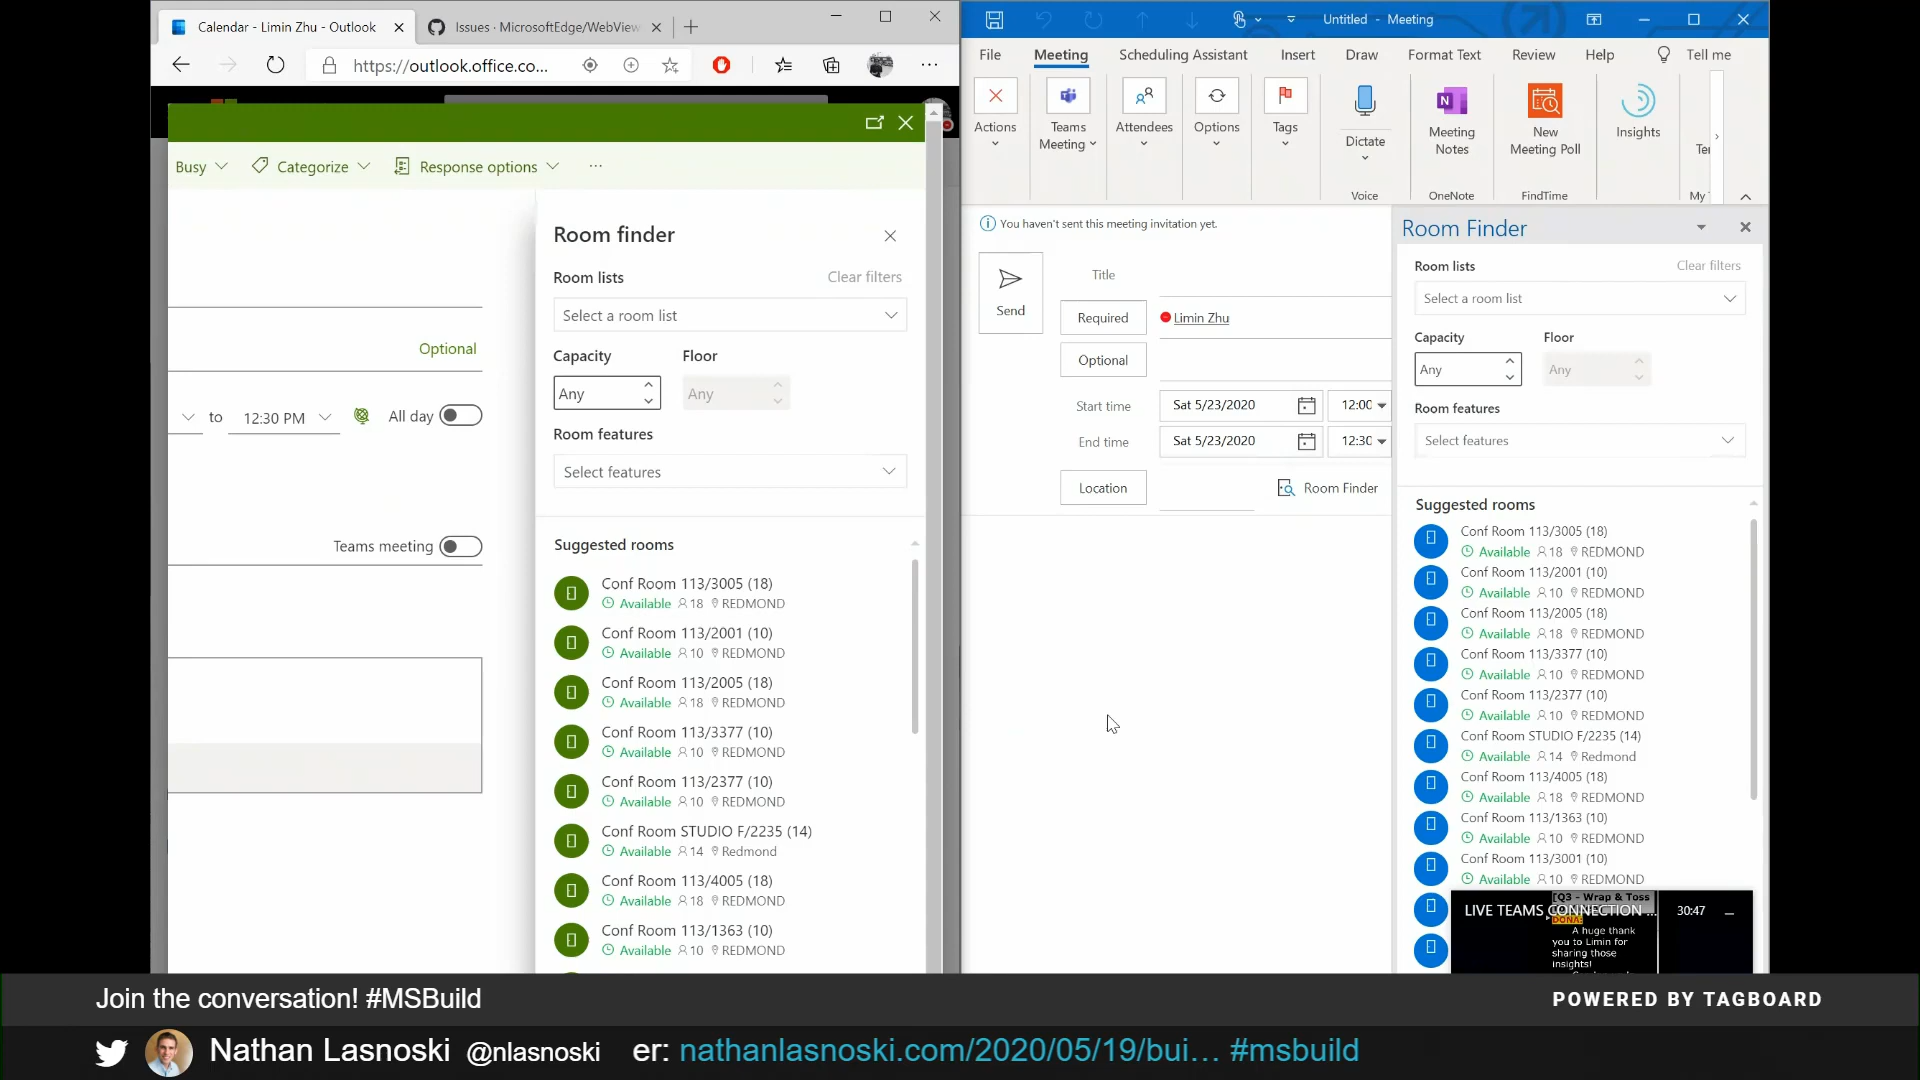 Calendar - Limin Zhu - Outlook
Issues · MicrosoftEdge/WebView
https://outlook.office.co...
Busy
Categorize
Response options
...
Room finder
Room lists
Clear filters
Select a room list
Optional
Capacity
Floor
Any
Any
to
12:30 PM
All day
Room features
Select features
Teams meeting
Suggested rooms
Conf Room 113/3005 (18)
Available 18 REDMOND
Conf Room 113/2001 (10)
Available 10 REDMOND
Conf Room 113/2005 (18)
Available 18 REDMOND
Conf Room 113/3377 (10)
Available 10 REDMOND
Conf Room 113/2377 (10)
Available 10 REDMOND
Conf Room STUDIO F/2235 (14)
Available 14 Redmond
Conf Room 113/4005 (18)
Available 18 REDMOND
Conf Room 113/1363 (10)
Available 10 REDMOND
Untitled - Meeting
File
Meeting
Scheduling Assistant
Insert
Draw
Format Text
Review
Help
Tell me
Actions
Teams
Meeting
Attendees
Options
Tags
Dictate
Meeting
Notes
New
Meeting Poll
Insights
Voice
OneNote
FindTime
My
You haven't sent this meeting invitation yet.
Send
Title
Required
Limin Zhu
Optional
Start time
Sat 5/23/2020
12:00
End time
Sat 5/23/2020
12:30
Location
Room Finder
Room Finder
Room lists
Clear filters
Select a room list
Capacity
Floor
Any
Any
Room features
Select features
Suggested rooms
Conf Room 113/3005 (18)
Available 18 REDMOND
Conf Room 113/2001 (10)
Available 10 REDMOND
Conf Room 113/2005 (18)
Available 18 REDMOND
Conf Room 113/3377 (10)
Available 10 REDMOND
Conf Room 113/2377 (10)
Available 10 REDMOND
Conf Room STUDIO F/2235 (14)
Available 14 Redmond
Conf Room 113/4005 (18)
Available 18 REDMOND
Conf Room 113/1363 (10)
Available 10 REDMOND
Conf Room 113/3001 (10)
Available 10 REDMOND
[Q3 - Wrap & Toss
LIVE TEAMS CONNECTION ...
30:47
A huge thank
you to Limin for
sharing those
insights!
Join the conversation! #MSBuild
POWERED BY TAGBOARD
Nathan Lasnoski @nlasnoski er: nathanlasnoski.com/2020/05/19/bui... #msbuild